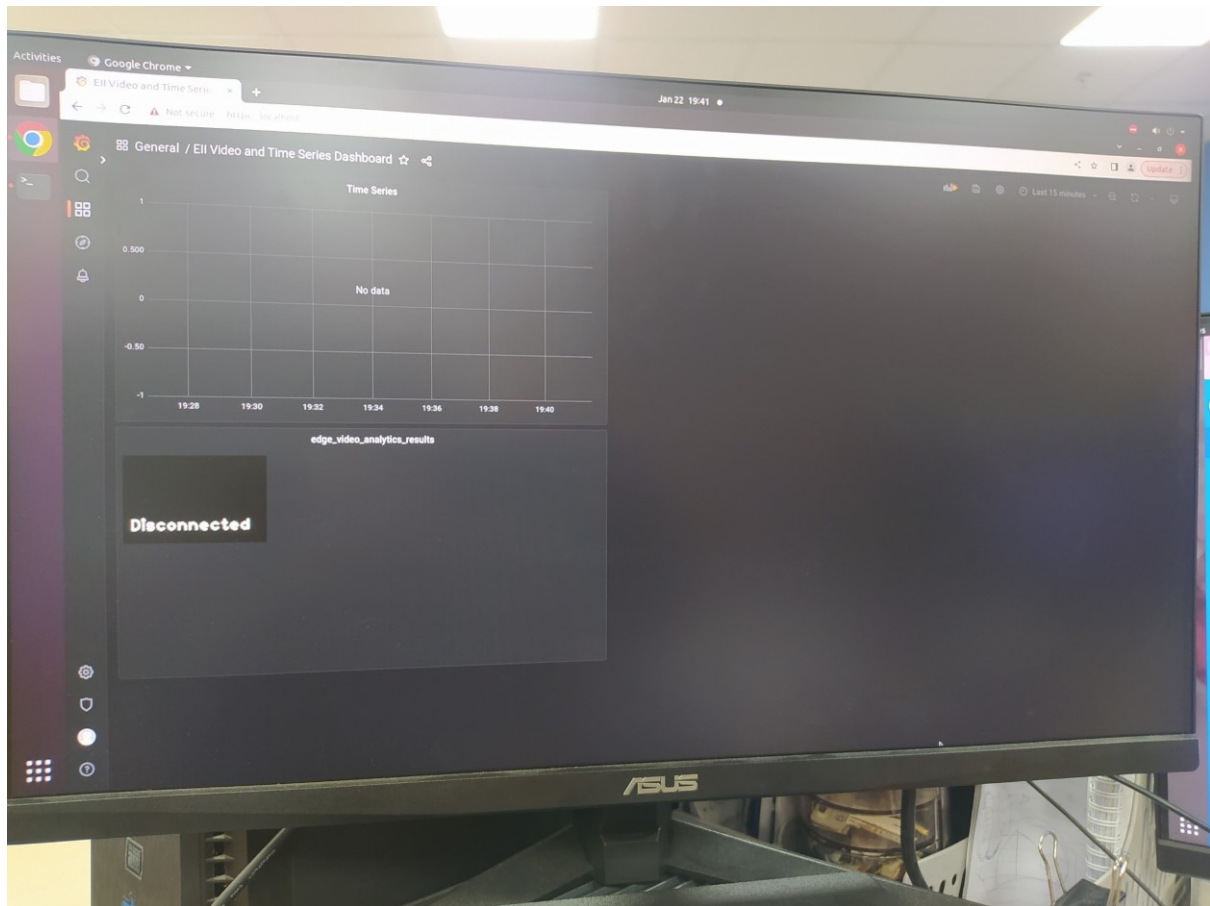 Activities
Google Chrome
Jan 22 19:41
EII Video and Time Serie
Not secure https localhost
Update
General / EII Video and Time Series Dashboard
Last 15 minutes
Time Series
1
0.500
No data
0
-0.50
-1
19:28 19:30 19:32 19:34 19:36 19:38 19:40
edge_video_analytics_results
Disconnected
ASUS